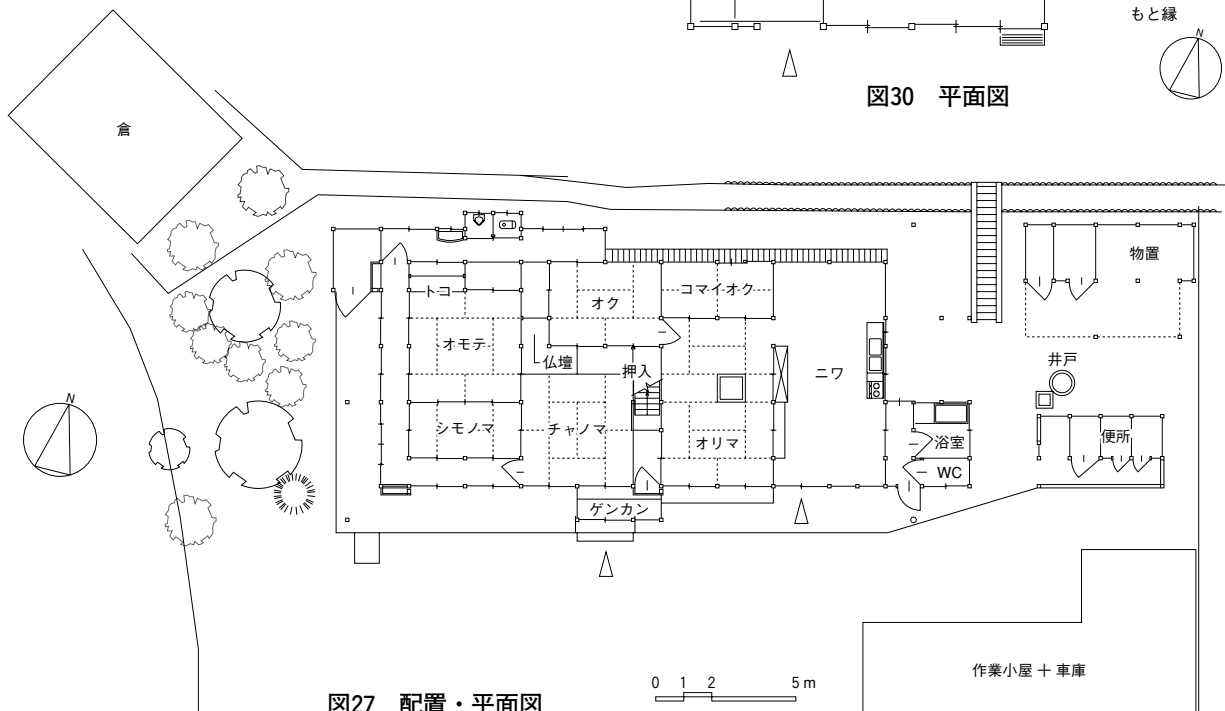 もと縁
N
図30 平面図
倉
物置
トコ
オク
コマイオク
オモテ
仏壇
押入
ニワ
井戸
N
シモノマ
チャノマ
オリマ
浴室
便所
WC
ゲンカン
作業小屋 + 車庫
0 1 2 5 m
図27 配置・平面図